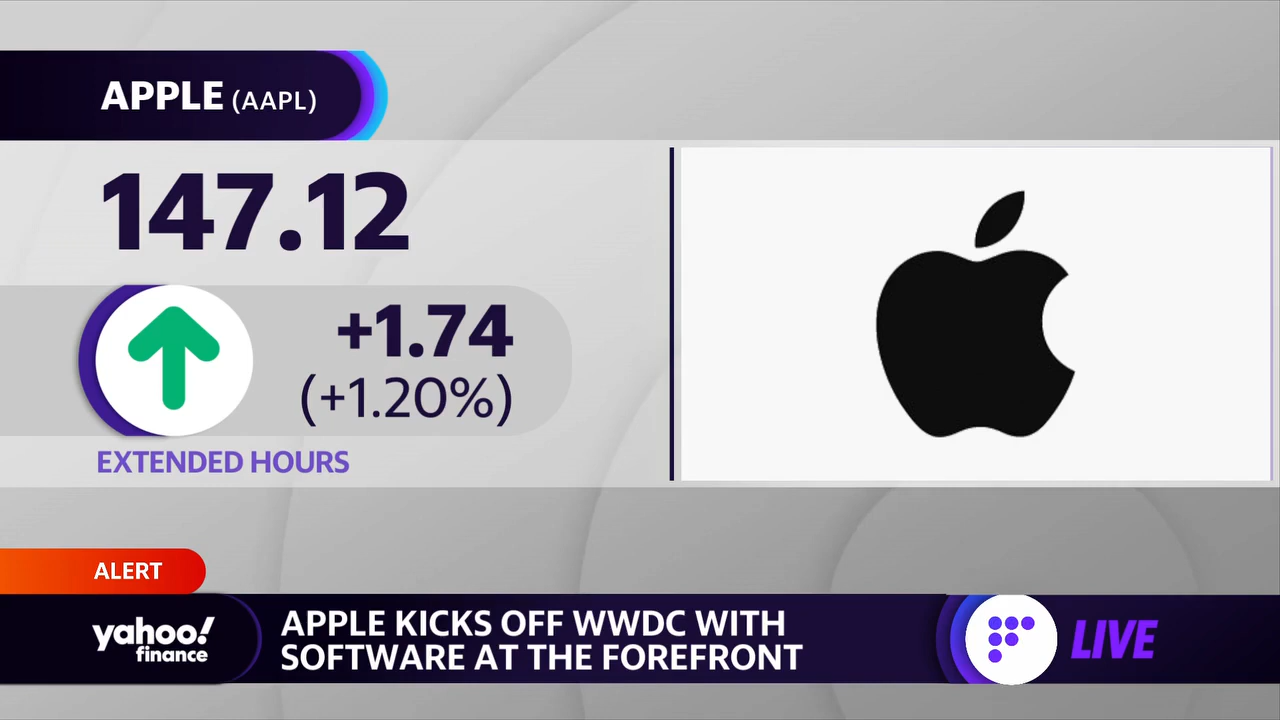 APPLE (AAPL)
147.12
+1.74
(+1.20%)
EXTENDED HOURS
ALERT
yahoo!
finance
APPLE KICKS OFF WWDC WITH
SOFTWARE AT THE FOREFRONT
LIVE